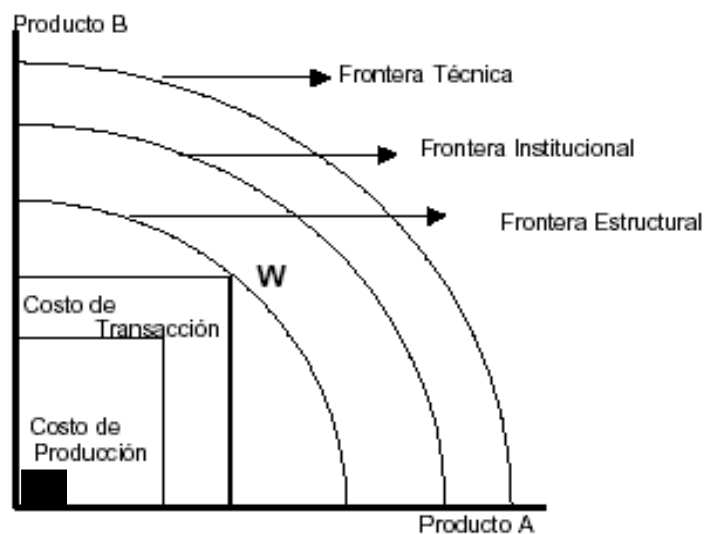 Producto B
Frontera Técnica
Frontera Institucional
Frontera Estructural
W
Costo de
Transacción
Costo de
Producción
Producto A